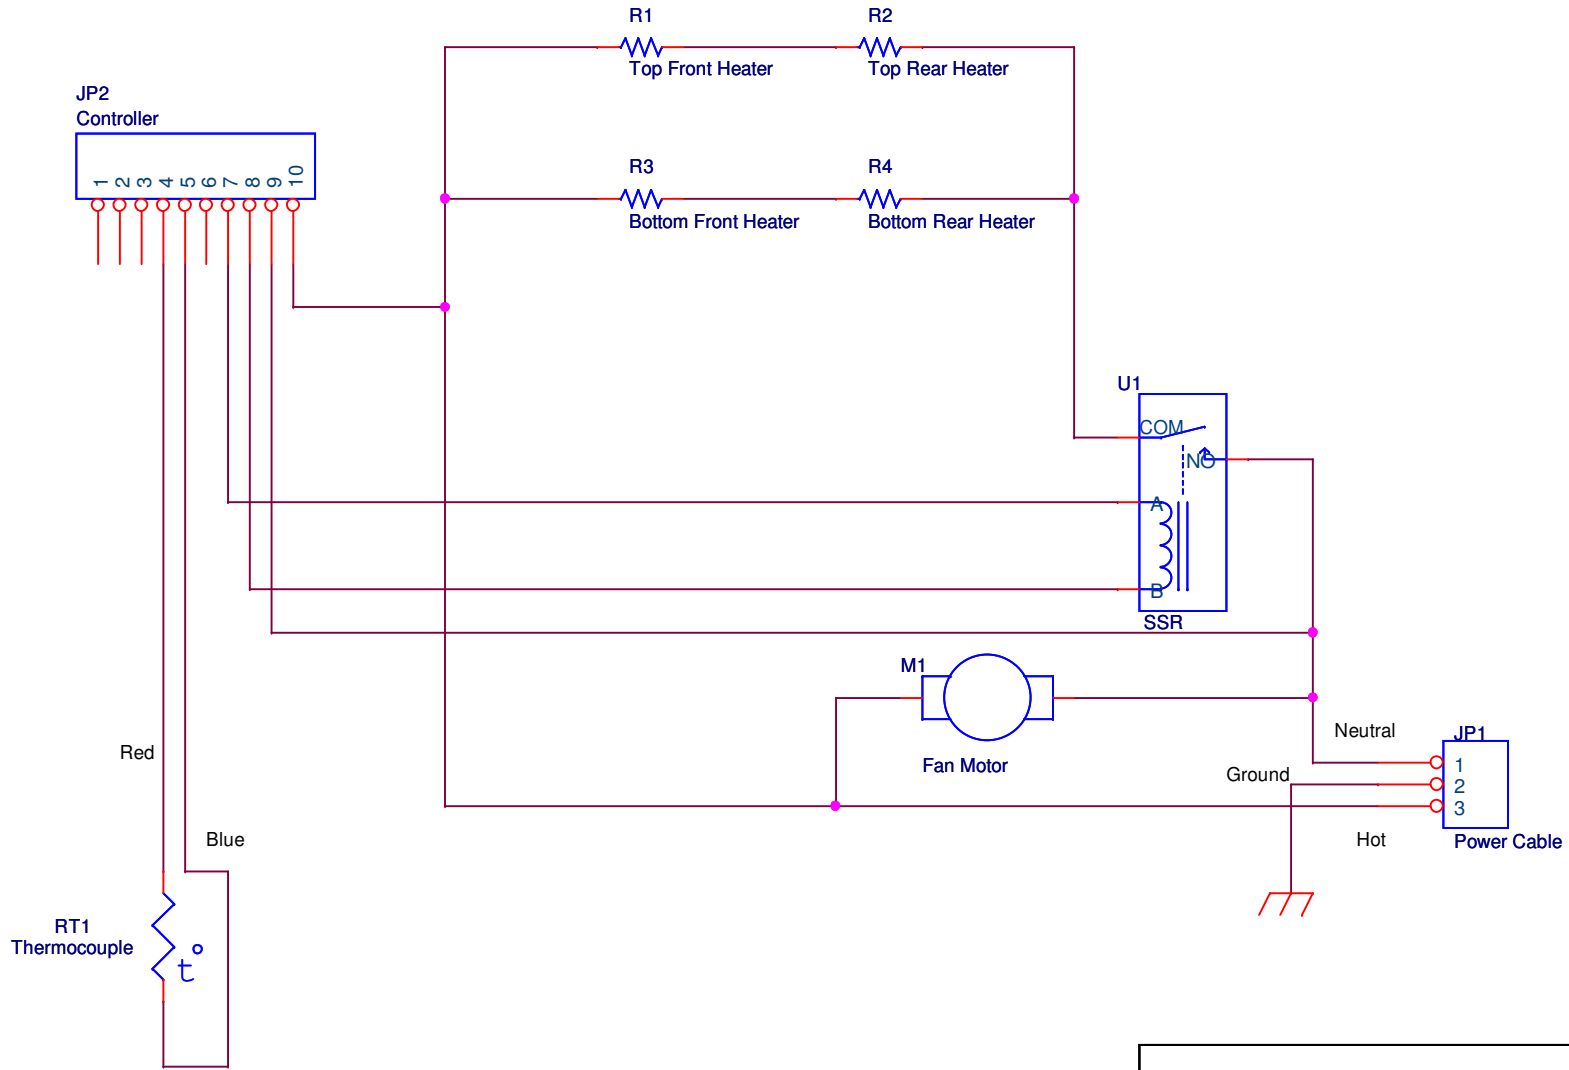 R1
R2
Top Front Heater
Top Rear Heater
JP2
Controller
1 2 3 4 5 6 7 8 9 10
R3
R4
Bottom Front Heater
Bottom Rear Heater
U1
COM
NO
A
B
SSR
M1
Fan Motor
Neutral
JP1
Ground
1
2
3
Hot
Power Cable
Red
Blue
RT1
Thermocouple
t°